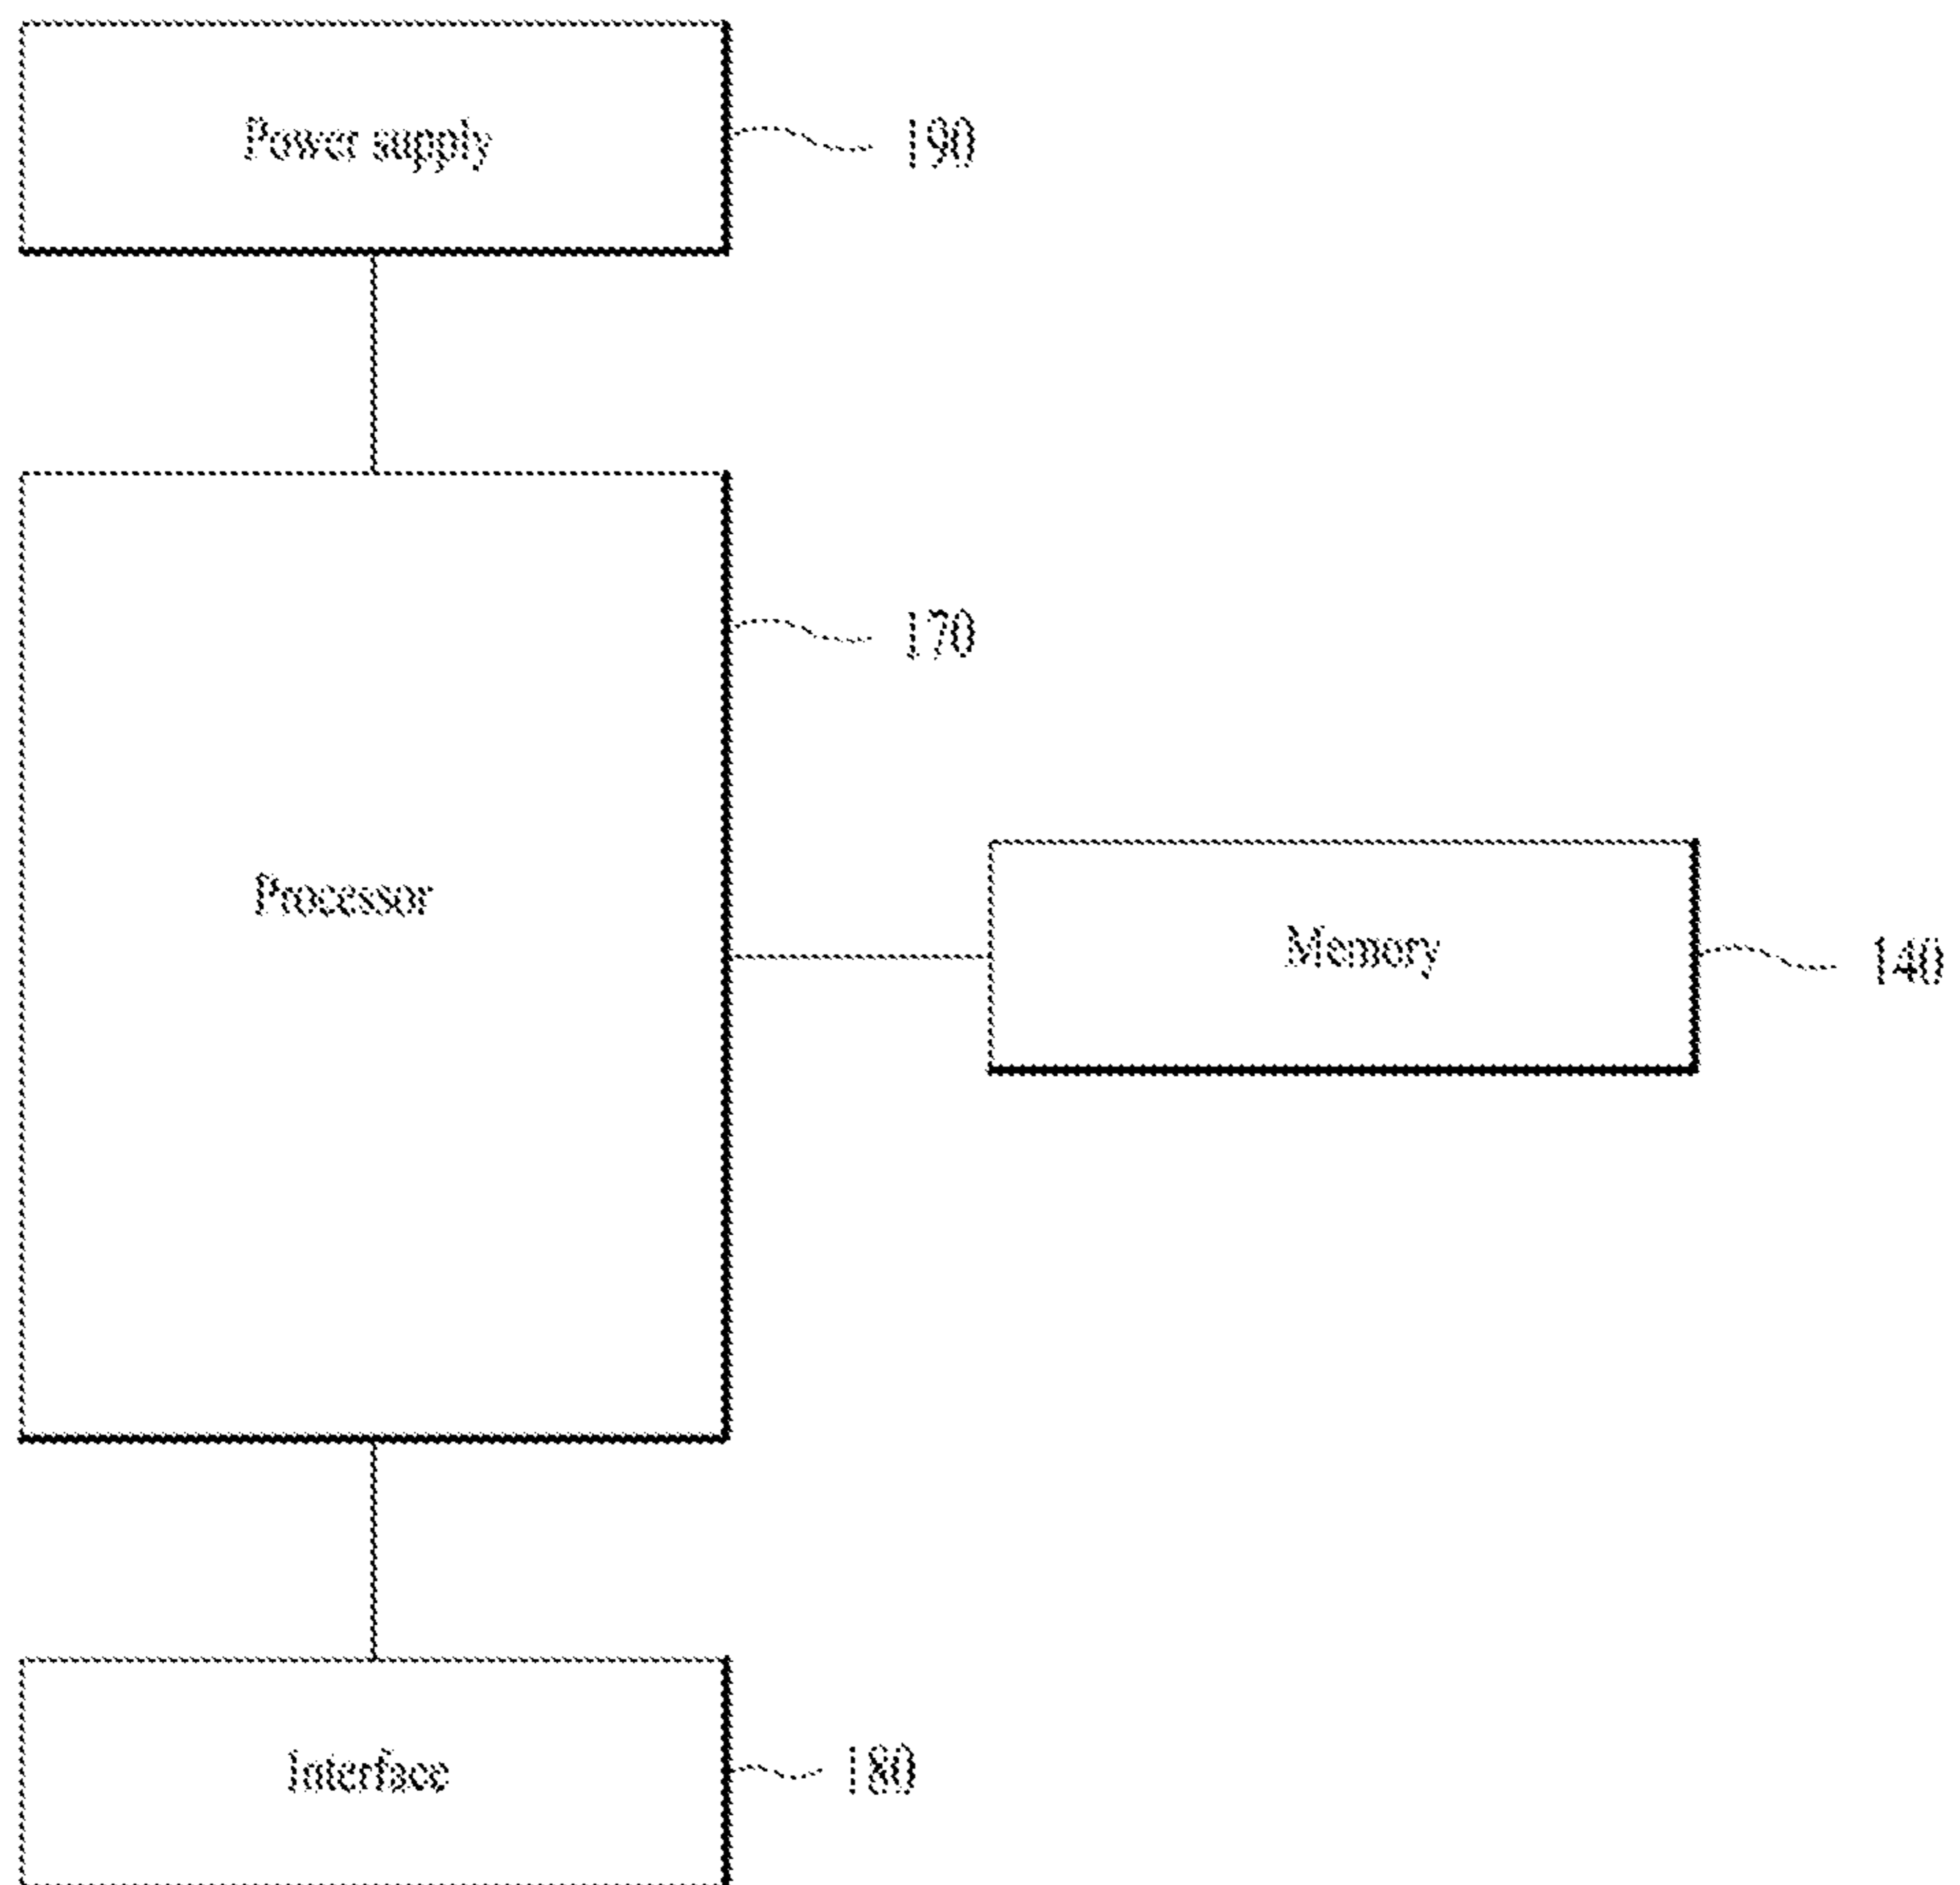 Power supply
190
170
Processor
Memory
140
Interface
180